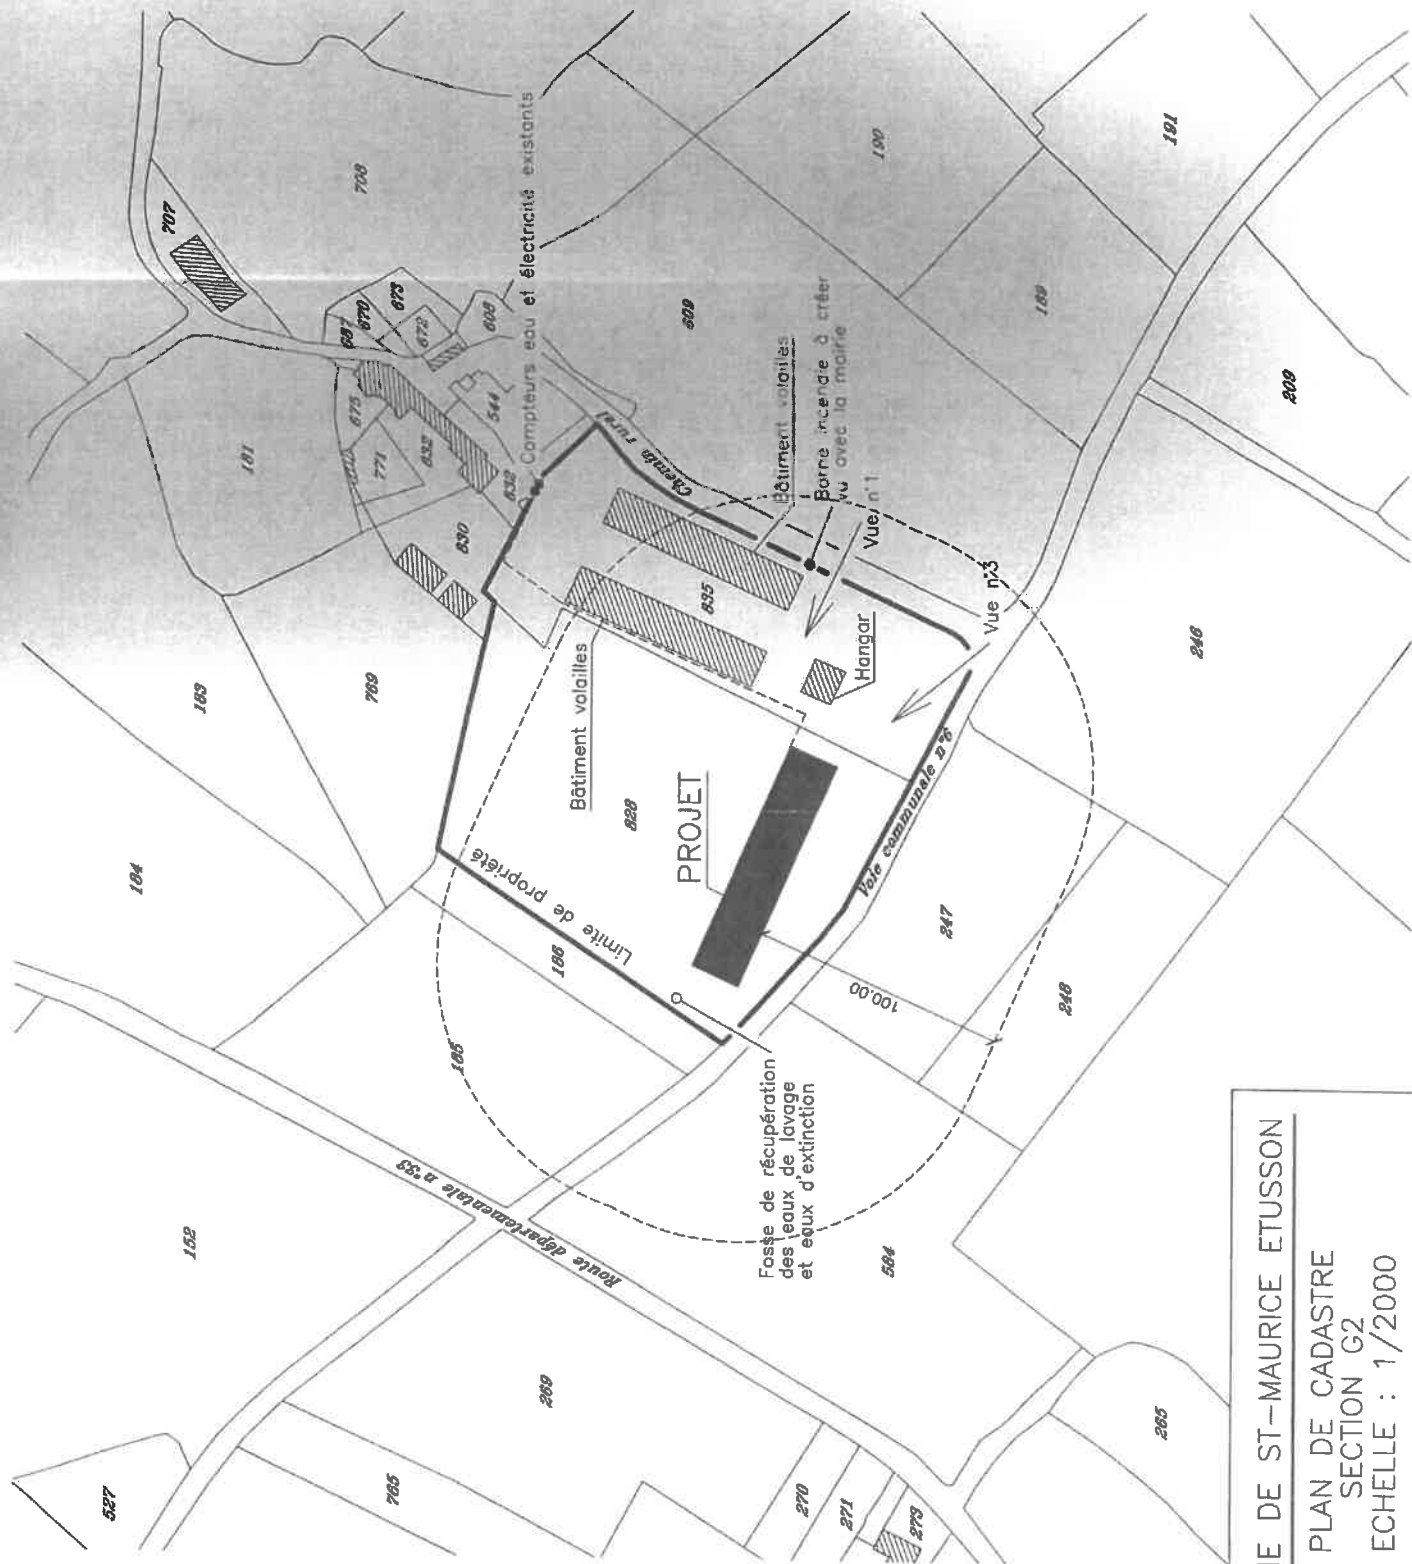 707
708
Compteurs eau et électricité existants
190
191
687
670
673
672
608
609
189
209
181
675
771
832
544
632
830
Chemin rural
Bâtiment volailles
Borne incendie à créer
vu avec la mairie
Vue n°1
Vue n°3
835
Hangar
246
183
769
Bâtiment volailles
828
PROJET
Voie communale n°6
184
Limite de propriété
186
185
247
248
100.00
Fosse de récupération
des eaux de lavage
et eaux d'extinction
Route départementale n°33
152
584
269
527
765
270
271
273
265
DE ST-MAURICE ETUSSON
PLAN DE CADASTRE
SECTION G2
ECHELLE : 1/2000